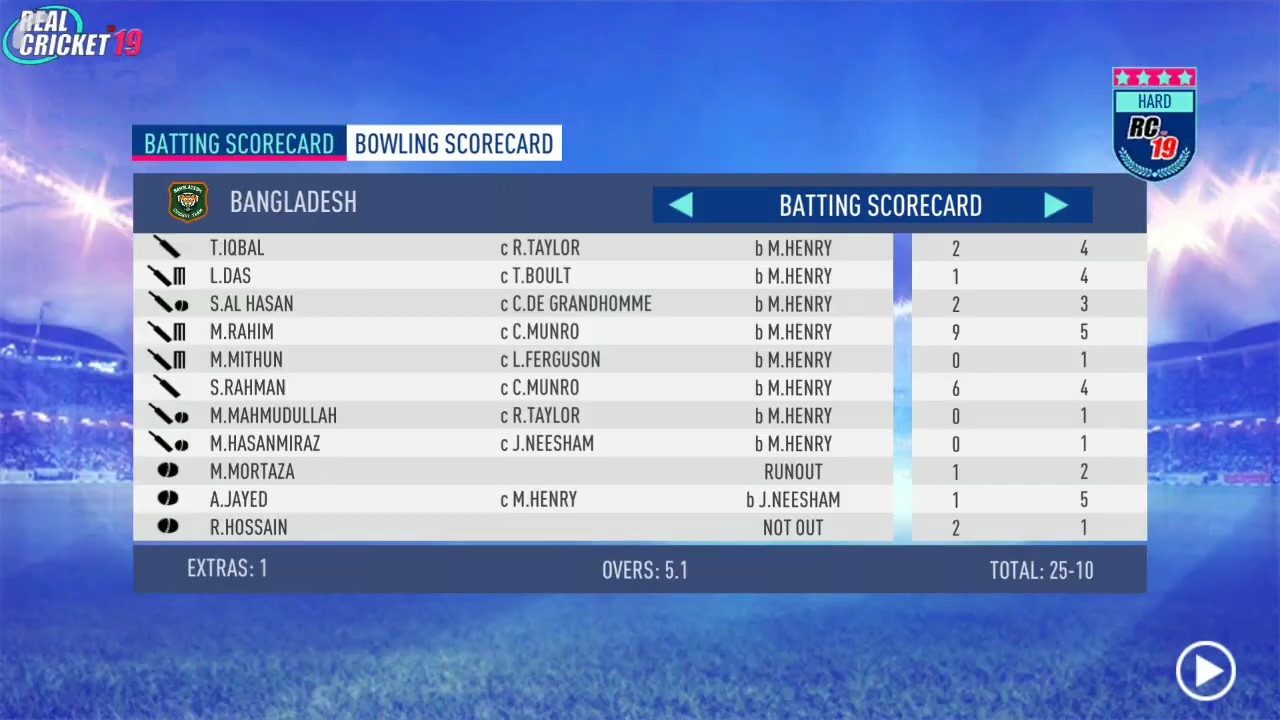 REAL
CRICKET 19
HARD
RC 19
BATTING SCORECARD BOWLING SCORECARD
BANGLADESH BATTING SCORECARD
T.IQBAL c R.TAYLOR b M.HENRY 2 4
L.DAS c T.BOULT b M.HENRY 1 4
S.AL HASAN c C.DE GRANDHOMME b M.HENRY 2 3
M.RAHIM c C.MUNRO b M.HENRY 9 5
M.MITHUN c L.FERGUSON b M.HENRY 0 1
S.RAHMAN c C.MUNRO b M.HENRY 6 4
M.MAHMUDULLAH c R.TAYLOR b M.HENRY 0 1
M.HASANMIRAZ c J.NEESHAM b M.HENRY 0 1
M.MORTAZA RUNOUT 1 2
A.JAYED c M.HENRY b J.NEESHAM 1 5
R.HOSSAIN NOT OUT 2 1
EXTRAS: 1 OVERS: 5.1 TOTAL: 25-10